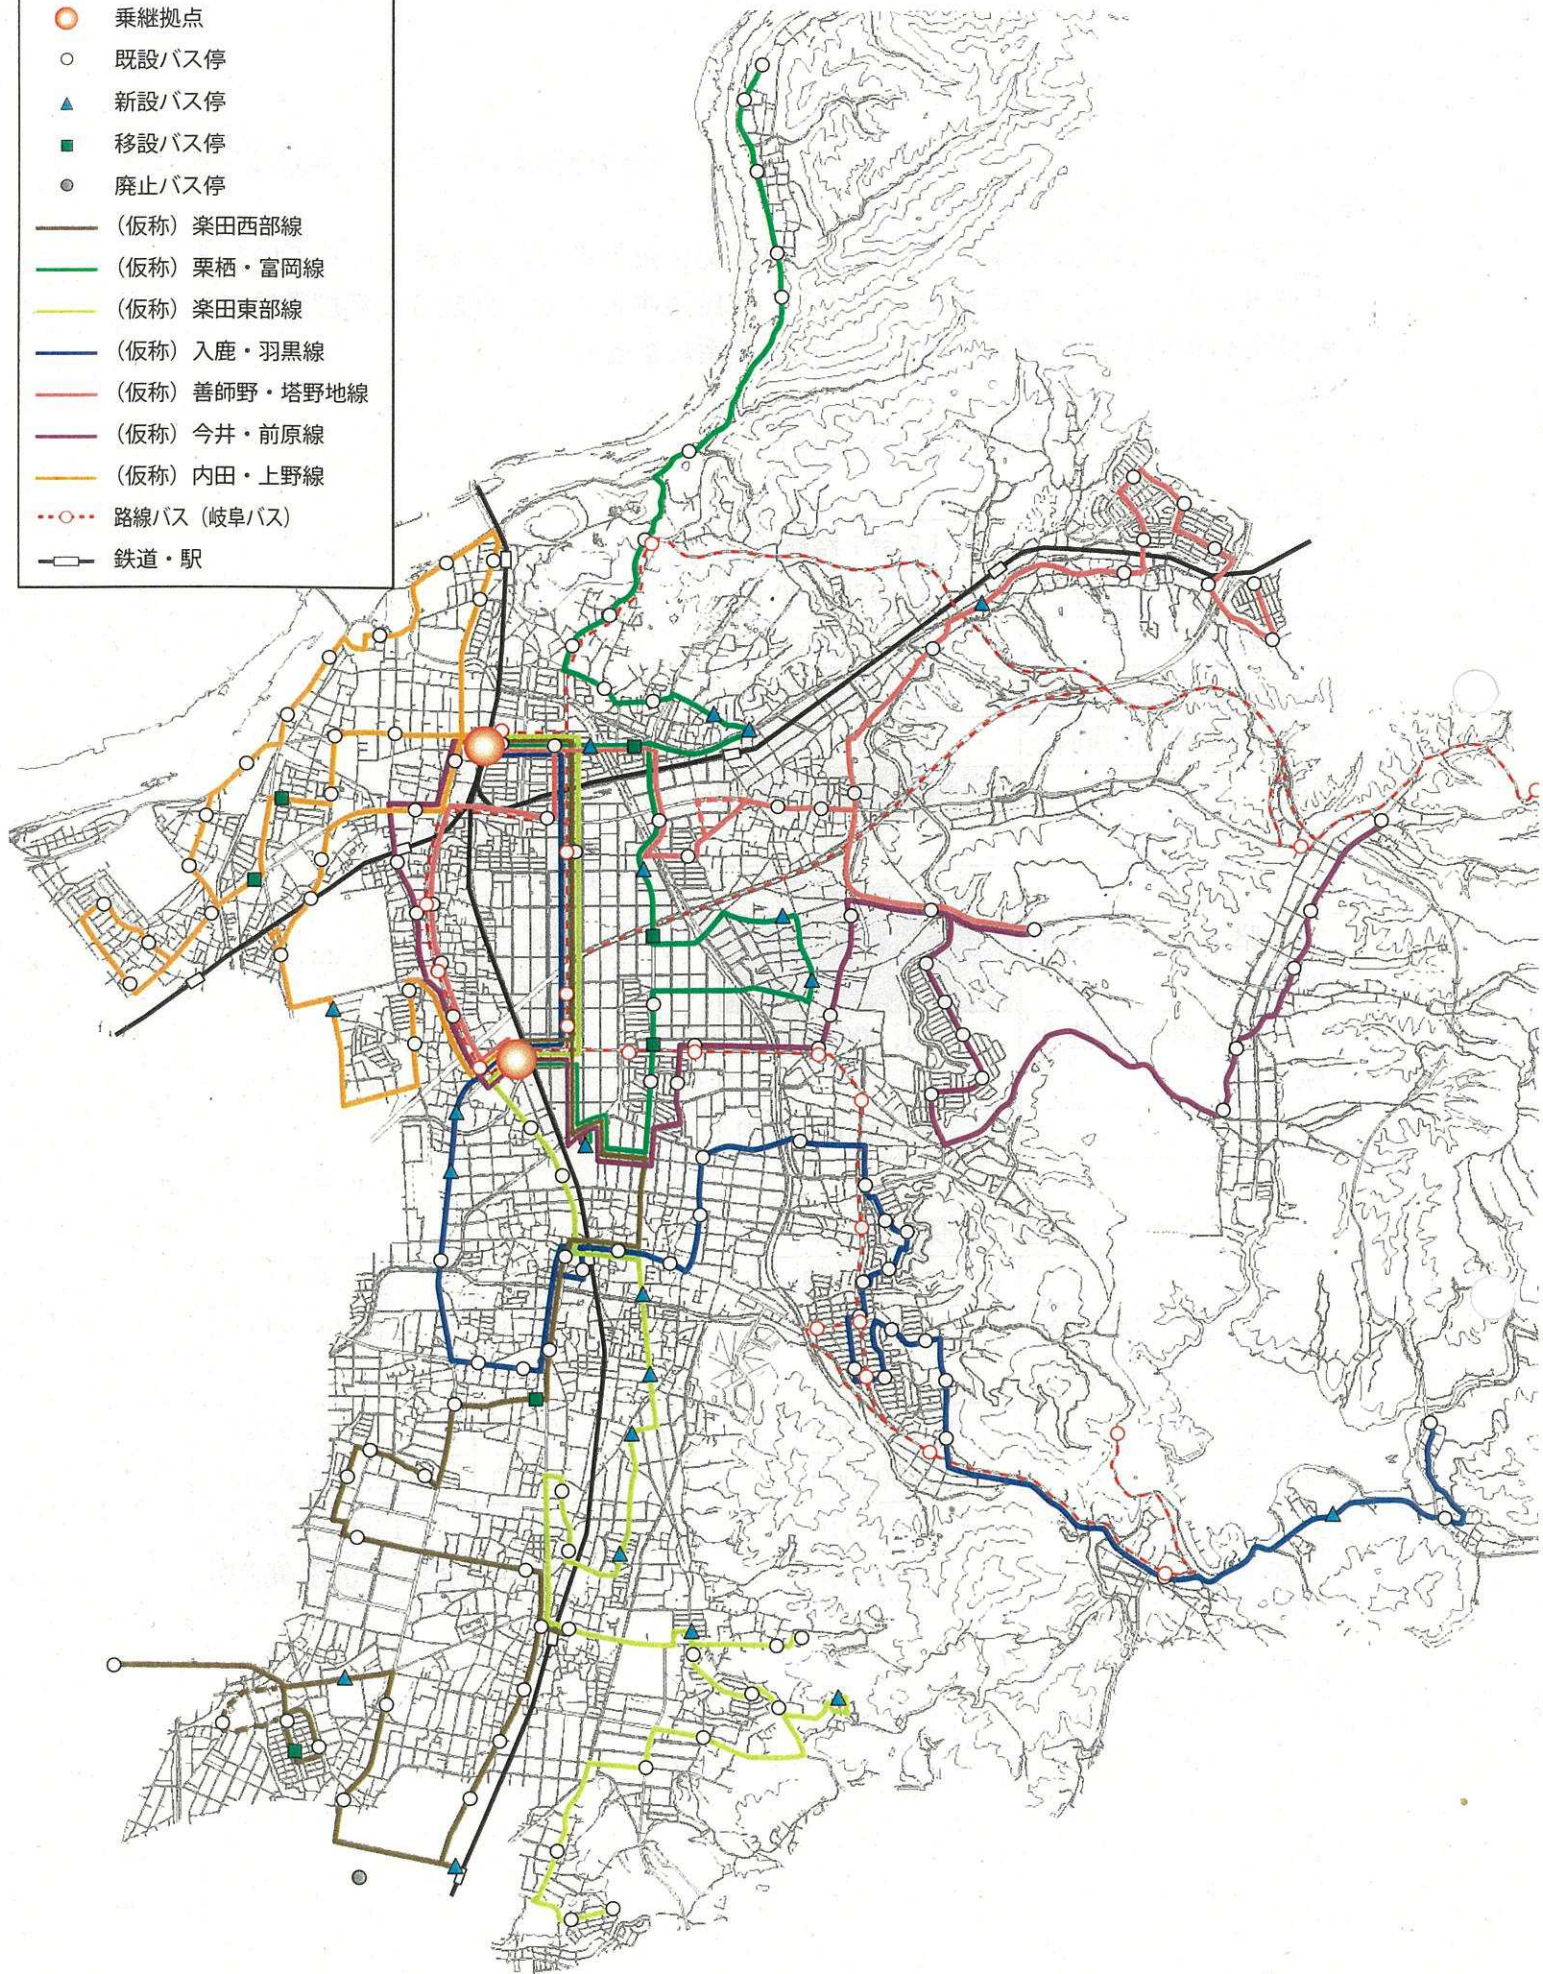 乗継拠点
既設バス停
新設バス停
移設バス停
廃止バス停
（仮称）楽田西部線
（仮称）栗栖・富岡線
（仮称）楽田東部線
（仮称）入鹿・羽黒線
（仮称）善師野・塔野地線
（仮称）今井・前原線
（仮称）内田・上野線
路線バス（岐阜バス）
鉄道・駅